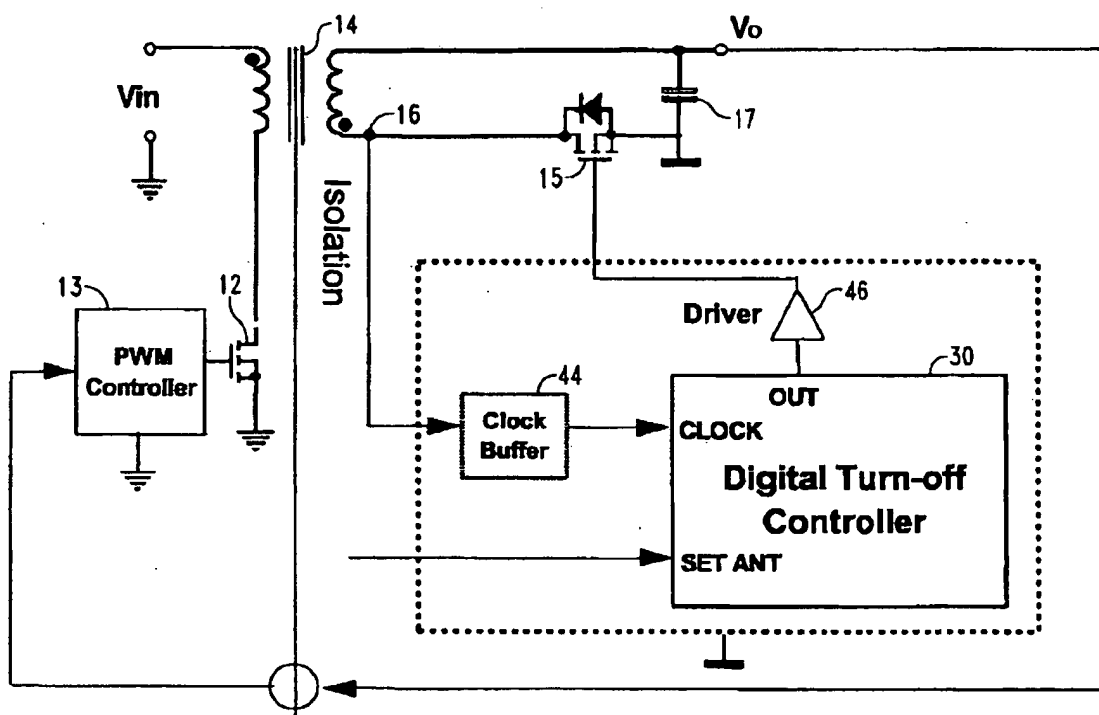 14
Vo
Vin
16
17
15
Isolation
13
12
PWM
Controller
Driver
46
44
30
OUT
Clock
Buffer
CLOCK
Digital Turn-off
Controller
SET ANT